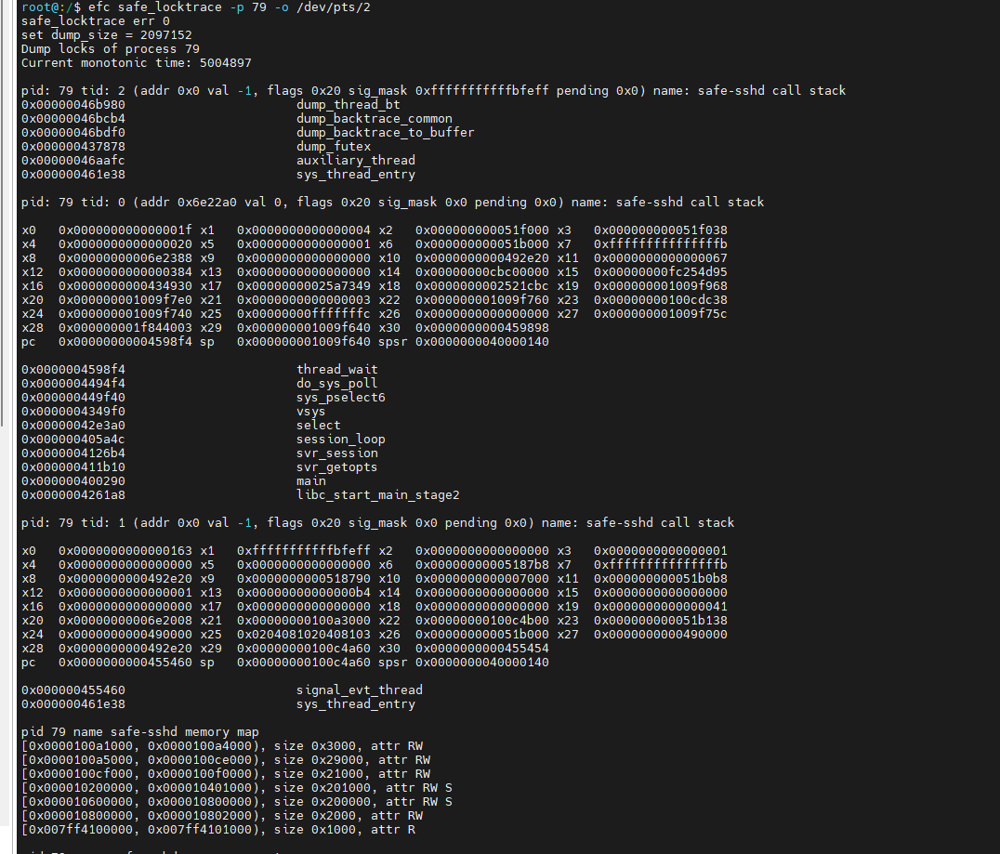 root@:/$ efc safe_locktrace -p 79 -o /dev/pts/2
safe_locktrace err 0
set dump_size = 2097152
Dump locks of process 79
Current monotonic time: 5004897
pid: 79 tid: 2 (addr 0x0 val -1, flags 0x20 sig_mask 0xfffffffffffbfeff pending 0x0) name: safe-sshd call stack
0x00000046b980 dump_thread_bt
0x00000046bcb4 dump_backtrace_common
0x00000046bdf0 dump_backtrace_to_buffer
0x000000437878 dump_futex
0x00000046aafc auxiliary_thread
0x000000461e38 sys_thread_entry
pid: 79 tid: 0 (addr 0x6e22a0 val 0, flags 0x20 sig_mask 0x0 pending 0x0) name: safe-sshd call stack
x0 0x000000000000001f x1 0x0000000000000004 x2 0x000000000051f000 x3 0x000000000051f038
x4 0x0000000000000020 x5 0x0000000000000001 x6 0x000000000051b000 x7 0xfffffffffffffffb
x8 0x00000000006e2388 x9 0x0000000000000000 x10 0x0000000000492e20 x11 0x0000000000000067
x12 0x0000000000000384 x13 0x0000000000000000 x14 0x00000000cbc00000 x15 0x00000000fc254d95
x16 0x0000000000434930 x17 0x00000000025a7349 x18 0x0000000002521cbc x19 0x000000001009f968
x20 0x000000001009f7e0 x21 0x0000000000000003 x22 0x000000001009f760 x23 0x00000000100cdc38
x24 0x000000001009f740 x25 0x00000000fffffffc x26 0x0000000000000000 x27 0x000000001009f75c
x28 0x000000001f844003 x29 0x000000001009f640 x30 0x0000000000459898
pc 0x00000000004598f4 sp 0x000000001009f640 spsr 0x0000000040000140
0x0000004598f4 thread_wait
0x0000004494f4 do_sys_poll
0x000000449f40 sys_pselect6
0x0000004349f0 vsys
0x00000042e3a0 select
0x000000405a4c session_loop
0x0000004126b4 svr_session
0x000000411b10 svr_getopts
0x000000400290 main
0x0000004261a8 libc_start_main_stage2
pid: 79 tid: 1 (addr 0x0 val -1, flags 0x20 sig_mask 0x0 pending 0x0) name: safe-sshd call stack
x0 0x0000000000000163 x1 0xfffffffffffbfeff x2 0x0000000000000000 x3 0x0000000000000001
x4 0x0000000000000000 x5 0x0000000000000000 x6 0x00000000005187b8 x7 0xfffffffffffffffb
x8 0x0000000000492e20 x9 0x0000000000518790 x10 0x0000000000007000 x11 0x000000000051b0b8
x12 0x0000000000000001 x13 0x00000000000000b4 x14 0x0000000000000000 x15 0x0000000000000000
x16 0x0000000000000000 x17 0x0000000000000000 x18 0x0000000000000000 x19 0x0000000000000041
x20 0x00000000006e2008 x21 0x00000000100a3000 x22 0x00000000100c4b00 x23 0x000000000051b138
x24 0x0000000000490000 x25 0x0204081020408103 x26 0x000000000051b000 x27 0x0000000000490000
x28 0x0000000000492e20 x29 0x00000000100c4a60 x30 0x0000000000455454
pc 0x0000000000455460 sp 0x00000000100c4a60 spsr 0x0000000040000140
0x000000455460 signal_evt_thread
0x000000461e38 sys_thread_entry
pid 79 name safe-sshd memory map
[0x0000100a1000, 0x0000100a4000), size 0x3000, attr RW
[0x0000100a5000, 0x0000100ce000), size 0x29000, attr RW
[0x0000100cf000, 0x0000100f0000), size 0x21000, attr RW
[0x000010200000, 0x000010401000), size 0x201000, attr RW S
[0x000010600000, 0x000010800000), size 0x200000, attr RW S
[0x000010800000, 0x000010802000), size 0x2000, attr RW
[0x007ff4100000, 0x007ff4101000), size 0x1000, attr R